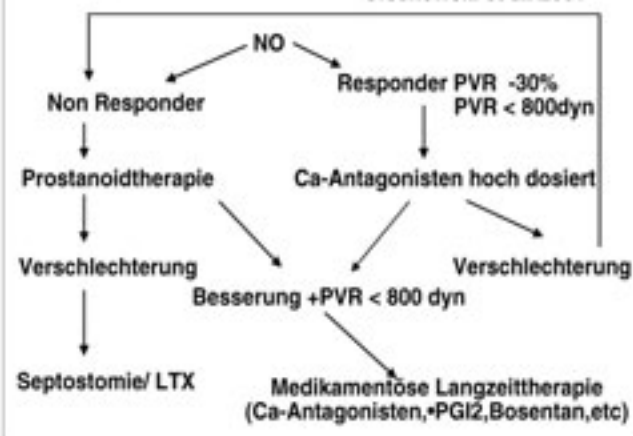 NO
Non Responder
Responder PVR -30%
PVR < 800dyn
Prostanoidtherapie
Ca-Antagonisten hoch dosiert
Verschlechterung
Verschlechterung
Besserung +PVR < 800 dyn
Septostomie/ LTX
Medikamentöse Langzeittherapie
(Ca-Antagonisten,•PGI2,Bosentan,etc)